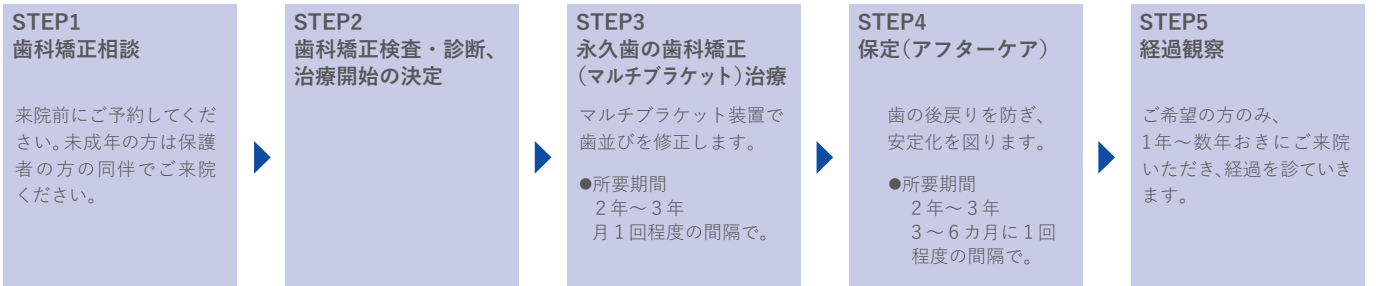 STEP1
歯科矯正相談
来院前にご予約してくだ
さい。未成年の方は保護
者の方の同伴でご来院
ください。
STEP2
歯科矯正検査・診断、
治療開始の決定
STEP3
永久歯の歯科矯正
（マルチブラケット）治療
マルチブラケット装置で
歯並びを修正します。
●所要期間
２年〜３年
月１回程度の間隔で。
STEP4
保定（アフターケア）
歯の後戻りを防ぎ、
安定化を図ります。
●所要期間
２年〜３年
３〜６カ月に１回
程度の間隔で。
STEP5
経過観察
ご希望の方のみ、
1年〜数年おきにご来院
いただき、経過を診ていき
ます。